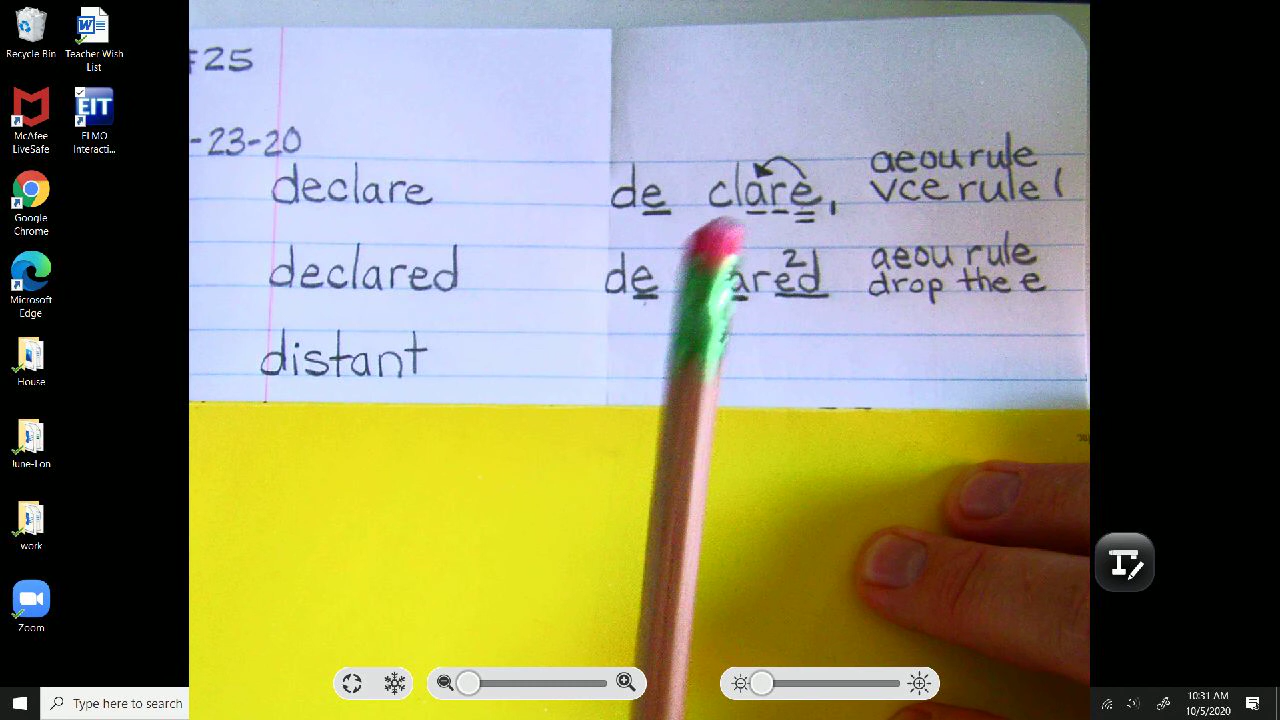 Recycle Bin
Teacher Wish List
McAfee LiveSafe
EIT
ELMO Interacti...
Google Chrome
Microsoft Edge
House
work
Zoom
25
-23-20
declare de clare, aeou rule
vce rule 1
declared de ared 2 aeou rule
drop the e
distant
Type here to search
10:31 AM
10/5/2020